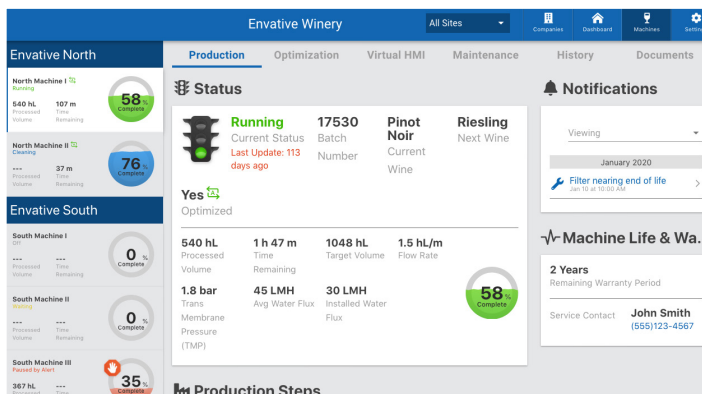 Envative Winery
All Sites
Companies
Dashboard
Machines
Settin
Envative North
North Machine I
Running
540 hL
Processed Volume
107 m
Time Remaining
58 %
Complete
North Machine II
Cleaning
---
Processed Volume
37 m
Time Remaining
76 %
Complete
Envative South
South Machine I
Off
---
Processed Volume
---
Time Remaining
0 %
Complete
South Machine II
---
Processed Volume
---
Time Remaining
0 %
Complete
South Machine III
Paused by Alert
367 hL
Processed
---
Time
35 %
Complete
Production
Optimization
Virtual HMI
Maintenance
History
Documents
Status
Running
Current Status
Last Update: 113
days ago
17530
Batch
Number
Pinot
Noir
Current
Wine
Riesling
Next Wine
Yes
Optimized
540 hL
Processed
Volume
1 h 47 m
Time
Remaining
1048 hL
Target Volume
1.5 hL/m
Flow Rate
1.8 bar
Trans
Membrane
Pressure
(TMP)
45 LMH
Avg Water Flux
30 LMH
Installed Water
Flux
58 %
Complete
Production Steps
Notifications
Viewing
January 2020
Filter nearing end of life
Jan 10 at 10:00 AM
Machine Life & Wa...
2 Years
Remaining Warranty Period
Service Contact
John Smith
(555)123-4567